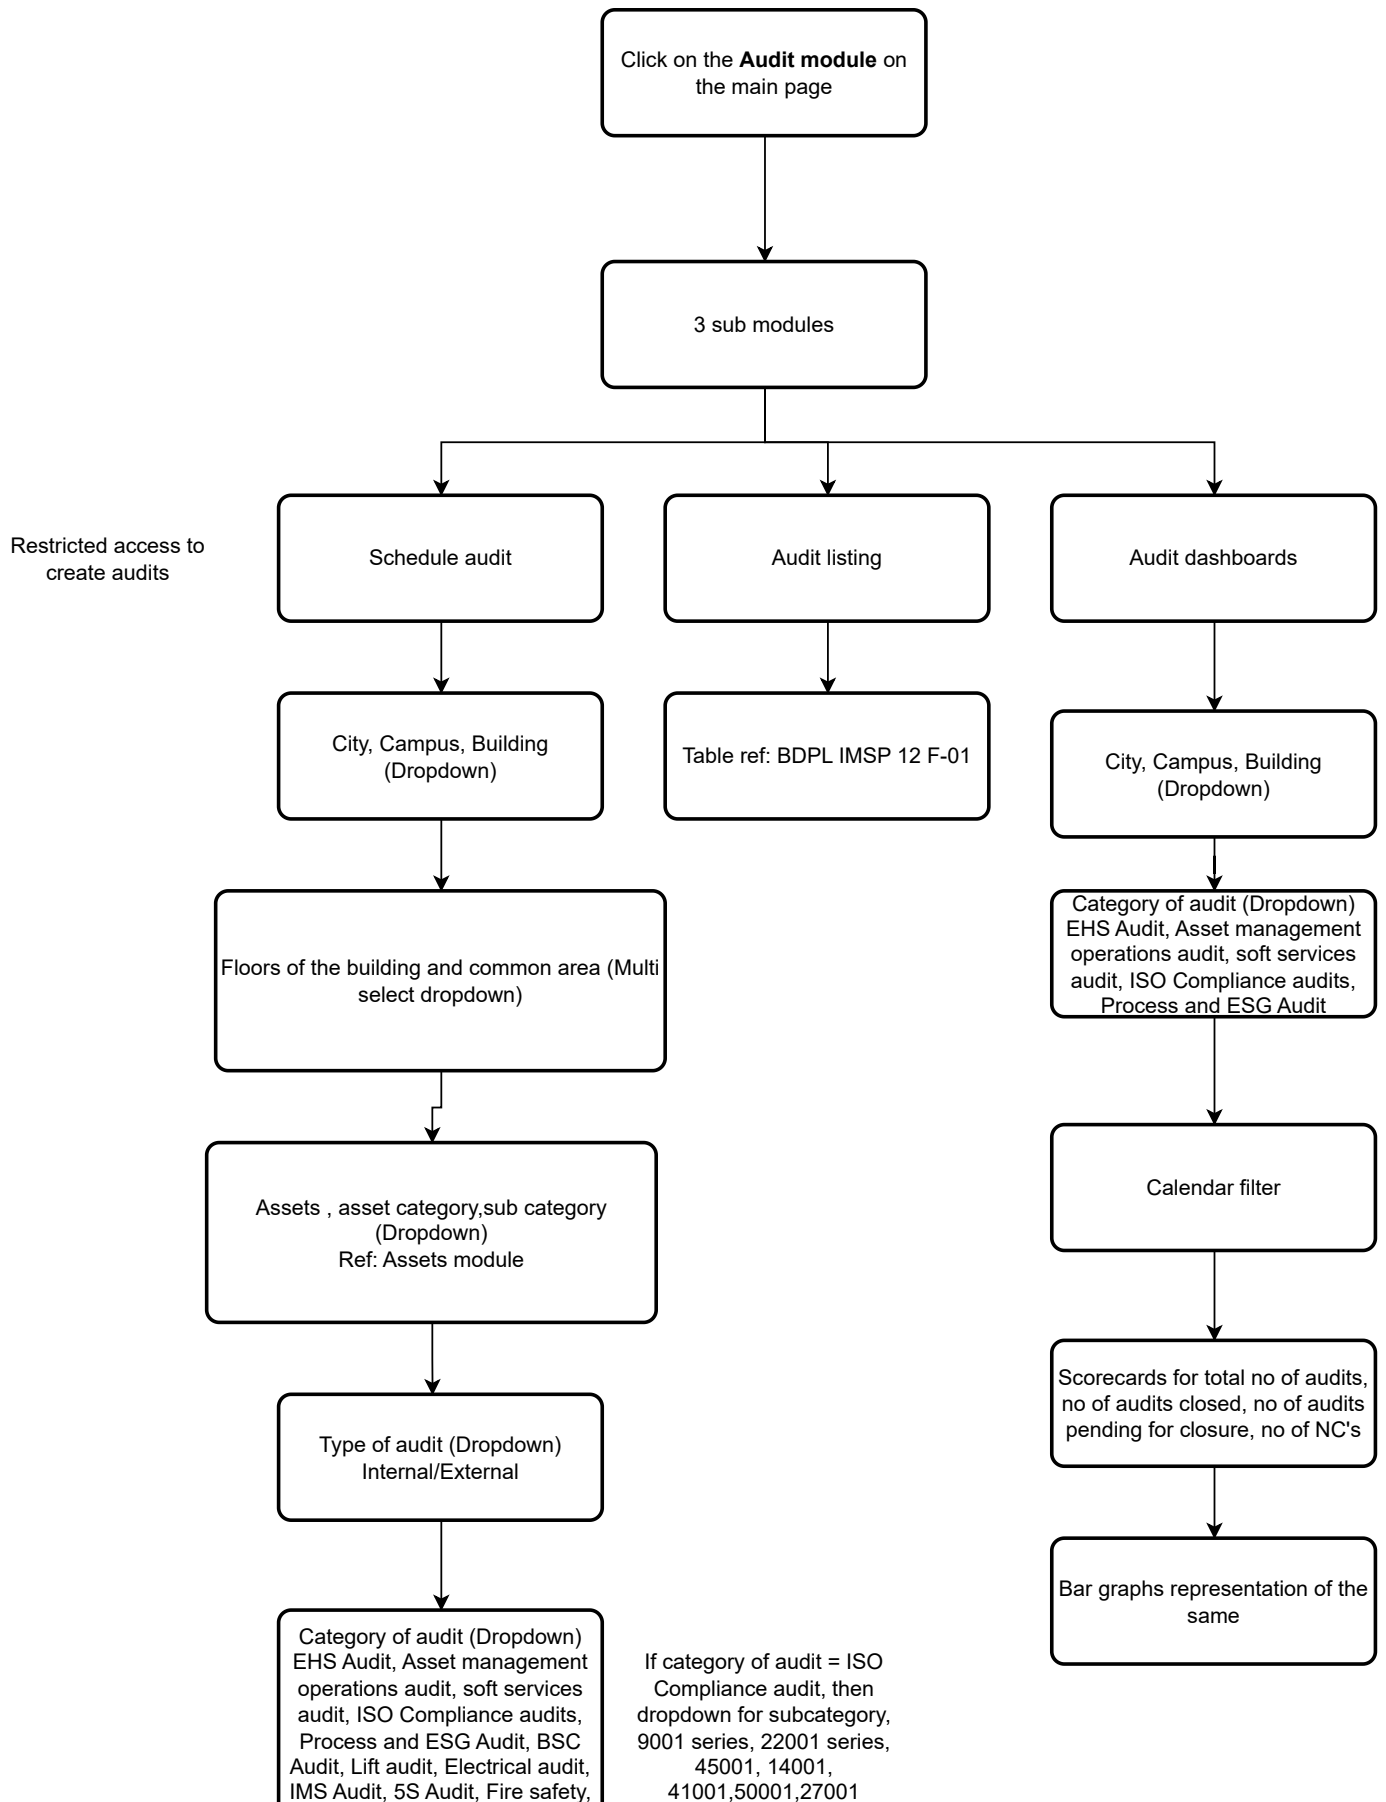 Click on the Audit module on
the main page
3 sub modules
Restricted access to
create audits
Schedule audit
Audit listing
Audit dashboards
City, Campus, Building
(Dropdown)
Table ref: BDPL IMSP 12 F-01
City, Campus, Building
(Dropdown)
Floors of the building and common area (Multi
select dropdown)
Category of audit (Dropdown)
EHS Audit, Asset management
operations audit, soft services
audit, ISO Compliance audits,
Process and ESG Audit
Assets , asset category,sub category
(Dropdown)
Ref: Assets module
Calendar filter
Type of audit (Dropdown)
Internal/External
Scorecards for total no of audits,
no of audits closed, no of audits
pending for closure, no of NC's
Bar graphs representation of the
same
Category of audit (Dropdown)
EHS Audit, Asset management
operations audit, soft services
audit, ISO Compliance audits,
Process and ESG Audit, BSC
Audit, Lift audit, Electrical audit,
IMS Audit, 5S Audit, Fire safety,
If category of audit = ISO
Compliance audit, then
dropdown for subcategory,
9001 series, 22001 series,
45001, 14001,
41001,50001,27001